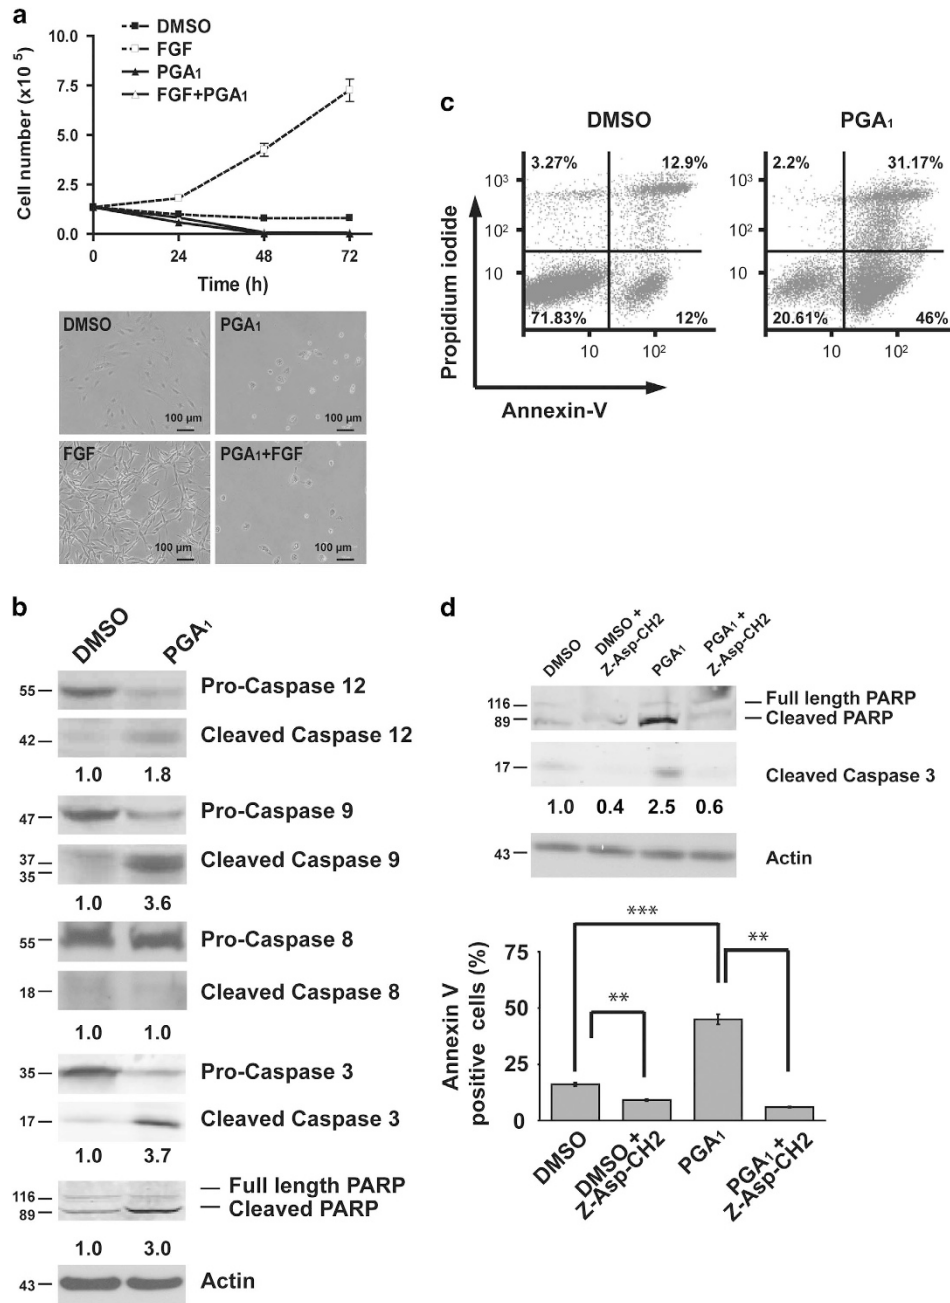 a
DMSO
FGF
PGA1
FGF+PGA1
Cell number (x10 5)
10.0
7.5
5.0
2.5
0.0
0 24 48 72
Time (h)
DMSO
100 µm
PGA1
100 µm
FGF
100 µm
PGA1+FGF
100 µm
b
DMSO PGA1
55 Pro-Caspase 12
42 Cleaved Caspase 12
1.0 1.8
47 Pro-Caspase 9
37 Cleaved Caspase 9
35
1.0 3.6
55 Pro-Caspase 8
18 Cleaved Caspase 8
1.0 1.0
35 Pro-Caspase 3
17 Cleaved Caspase 3
1.0 3.7
116 Full length PARP
89 Cleaved PARP
1.0 3.0
43 Actin
c
DMSO PGA1
3.27% 12.9% 2.2% 31.17%
10³ 10³
10² 10²
10 10
71.83% 12% 20.61% 46%
10 10² 10 10²
Propidium iodide
Annexin-V
d
DMSO
DMSO +
Z-Asp-CH2
PGA1
PGA1 +
Z-Asp-CH2
116 Full length PARP
89 Cleaved PARP
17 Cleaved Caspase 3
1.0 0.4 2.5 0.6
43 Actin
Annexin V
positive cells (%)
75
50
25
0
***
**
**
DMSO
DMSO +
Z-Asp-CH2
PGA1
PGA1 +
Z-Asp-CH2